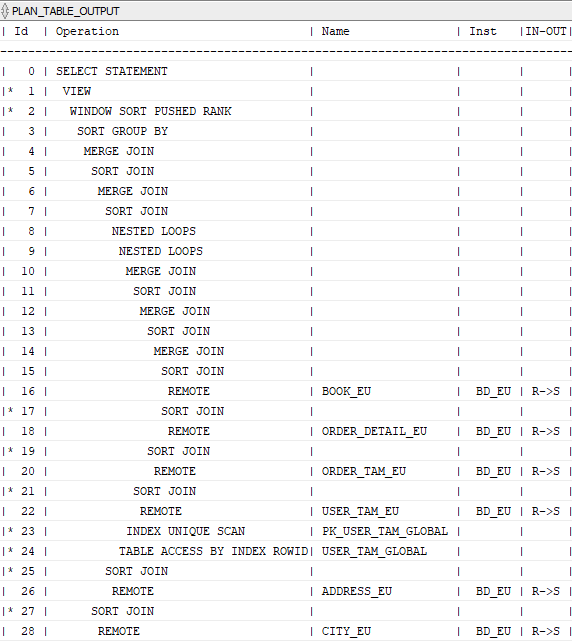 PLAN_TABLE_OUTPUT
| Id | Operation | Name | Inst |IN-OUT|
--------------------------------------------------------------------------------
| 0 | SELECT STATEMENT | | | |
|* 1 | VIEW | | | |
|* 2 | WINDOW SORT PUSHED RANK | | | |
| 3 | SORT GROUP BY | | | |
| 4 | MERGE JOIN | | | |
| 5 | SORT JOIN | | | |
| 6 | MERGE JOIN | | | |
| 7 | SORT JOIN | | | |
| 8 | NESTED LOOPS | | | |
| 9 | NESTED LOOPS | | | |
| 10 | MERGE JOIN | | | |
| 11 | SORT JOIN | | | |
| 12 | MERGE JOIN | | | |
| 13 | SORT JOIN | | | |
| 14 | MERGE JOIN | | | |
| 15 | SORT JOIN | | | |
| 16 | REMOTE | BOOK_EU | BD_EU | R->S |
|* 17 | SORT JOIN | | | |
| 18 | REMOTE | ORDER_DETAIL_EU | BD_EU | R->S |
|* 19 | SORT JOIN | | | |
| 20 | REMOTE | ORDER_TAM_EU | BD_EU | R->S |
|* 21 | SORT JOIN | | | |
| 22 | REMOTE | USER_TAM_EU | BD_EU | R->S |
|* 23 | INDEX UNIQUE SCAN | PK_USER_TAM_GLOBAL | | |
|* 24 | TABLE ACCESS BY INDEX ROWID| USER_TAM_GLOBAL | | |
|* 25 | SORT JOIN | | | |
| 26 | REMOTE | ADDRESS_EU | BD_EU | R->S |
|* 27 | SORT JOIN | | | |
| 28 | REMOTE | CITY_EU | BD_EU | R->S |